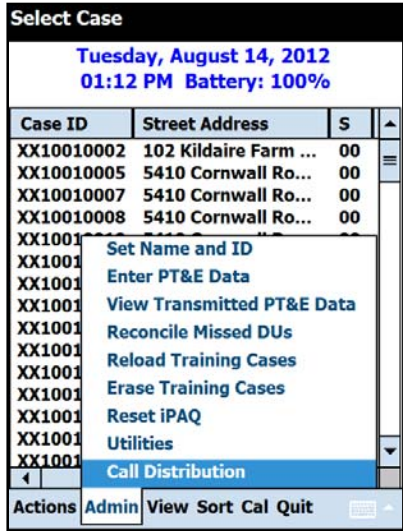 Select Case
Tuesday, August 14, 2012
01:12 PM Battery: 100%
Case ID Street Address S
XX10010002 102 Kildaire Farm ... 00
XX10010005 5410 Cornwall Ro... 00
XX10010007 5410 Cornwall Ro... 00
XX10010008 5410 Cornwall Ro... 00
Set Name and ID
Enter PT&E Data
View Transmitted PT&E Data
Reconcile Missed DUs
Reload Training Cases
Erase Training Cases
Reset iPAQ
Utilities
Call Distribution
Actions Admin View Sort Cal Quit